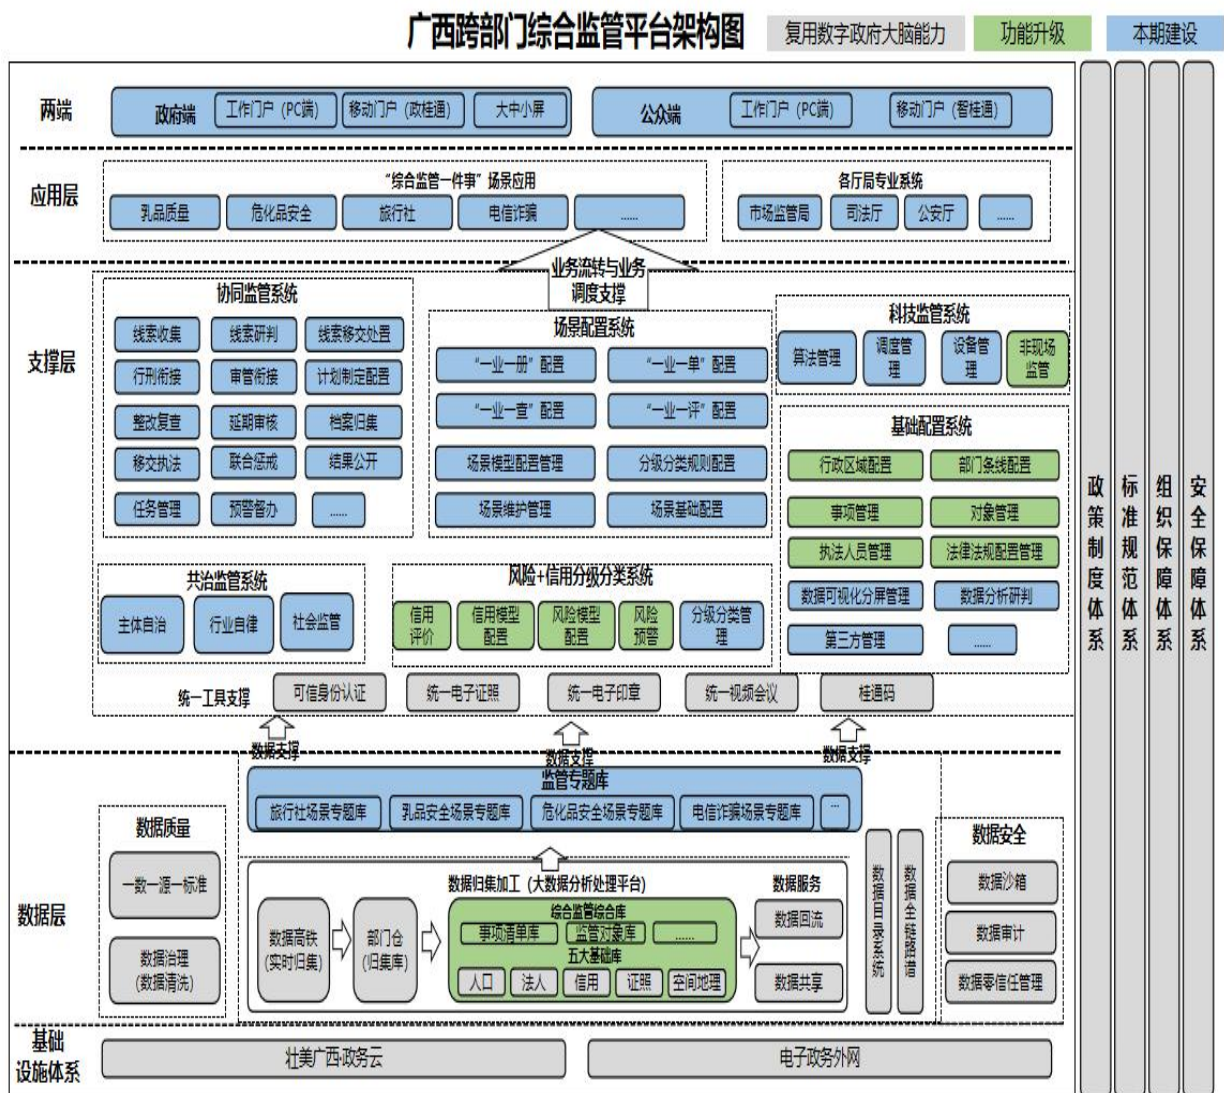 广西跨部门综合监管平台架构图
复用数字政府大脑能力
功能升级
本期建设
两端
政府端
工作门户（PC端）
移动门户（政桂通）
大中小屏
公众端
工作门户（PC端）
移动门户（智桂通）
应用层
“综合监管一件事”场景应用
乳品质量
危化品安全
旅行社
电信诈骗
......
各厅局专业系统
市场监管局
司法厅
公安厅
......
业务流转与业务
调度支撑
支撑层
协同监管系统
线索收集
线索研判
线索移交处置
行刑衔接
审管衔接
计划制定配置
整改复查
延期审核
档案归集
移交执法
联合惩戒
结果公开
任务管理
预警督办
......
场景配置系统
“一业一册”配置
“一业一单”配置
“一业一查”配置
“一业一评”配置
场景模型配置管理
分级分类规则配置
场景维护管理
场景基础配置
科技监管系统
算法管理
调度管
理
设备管
理
非现场
监管
基础配置系统
行政区域配置
部门条线配置
事项管理
对象管理
执法人员管理
法律法规配置管理
数据可视化分屏管理
数据分析研判
第三方管理
......
共治监管系统
主体自治
行业自律
社会监管
风险+信用分级分类系统
信用
评价
信用模型
配置
风险模型
配置
风险
预警
分级分类管
理
统一工具支撑
可信身份认证
统一电子证照
统一电子印章
统一视频会议
桂通码
数据支撑
数据支撑
数据支撑
数据层
数据质量
一数一源一标准
数据治理
（数据清洗）
监管专题库
旅行社场景专题库
乳品安全场景专题库
危化品安全场景专题库
电信诈骗场景专题库
...
数据归集加工（大数据分析处理平台）
数据高铁
（实时归集）
部门仓
（归集库）
综合监管综合库
事项清单库
监管对象库
......
五大基础库
人口
法人
信用
证照
空间地理
数据服务
数据回流
数据共享
数据目录系统
数据全链路谱
数据安全
数据沙箱
数据审计
数据零信任管理
基础
设施体系
壮美广西·政务云
电子政务外网
政策制度体系
标准规范体系
组织保障体系
安全保障体系